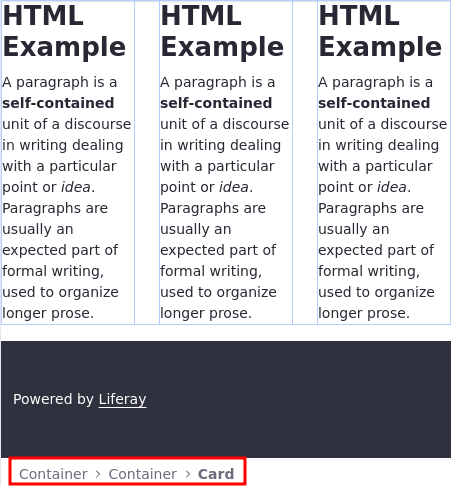 HTML
Example
A paragraph is a
self-contained
unit of a discourse
in writing dealing
with a particular
point or idea.
Paragraphs are
usually an
expected part of
formal writing,
used to organize
longer prose.
HTML
Example
A paragraph is a
self-contained
unit of a discourse
in writing dealing
with a particular
point or idea.
Paragraphs are
usually an
expected part of
formal writing,
used to organize
longer prose.
HTML
Example
A paragraph is a
self-contained
unit of a discourse
in writing dealing
with a particular
point or idea.
Paragraphs are
usually an
expected part of
formal writing,
used to organize
longer prose.
Powered by Liferay
Container > Container > Card